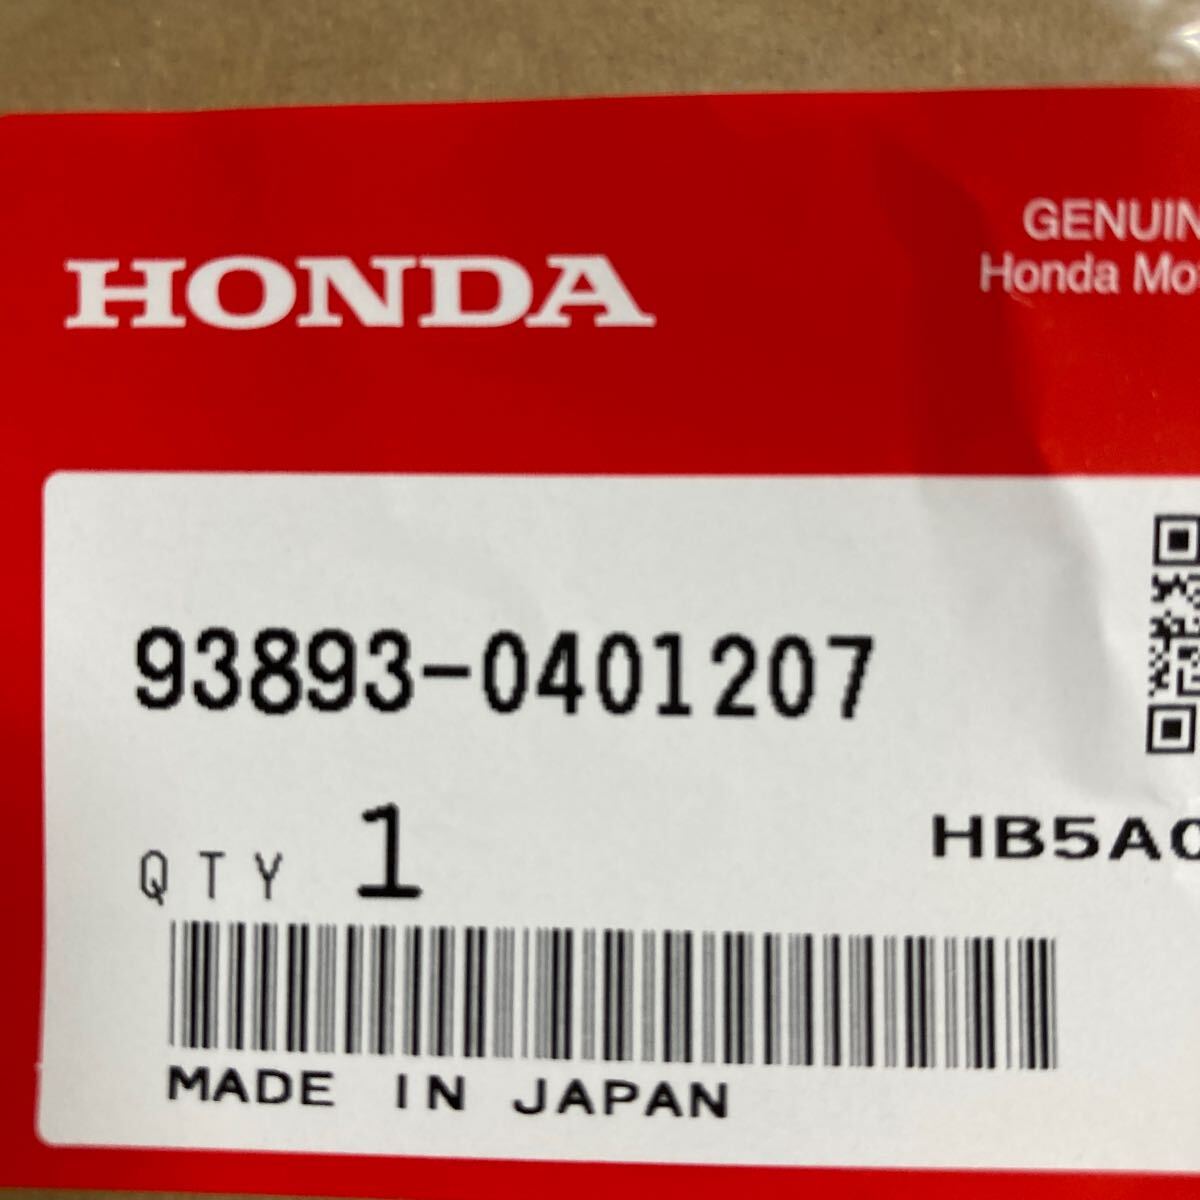 HONDA
GENUIN
Honda Mo
93893-0401207
QTY 1
HB5A0
MADE IN JAPAN